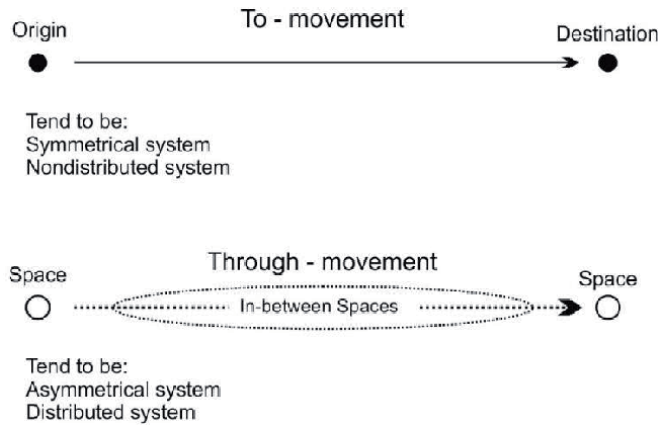 To - movement
Origin
Destination
Tend to be:
Symmetrical system
Nondistributed system
Through - movement
Space
Space
In-between Spaces
Tend to be:
Asymmetrical system
Distributed system